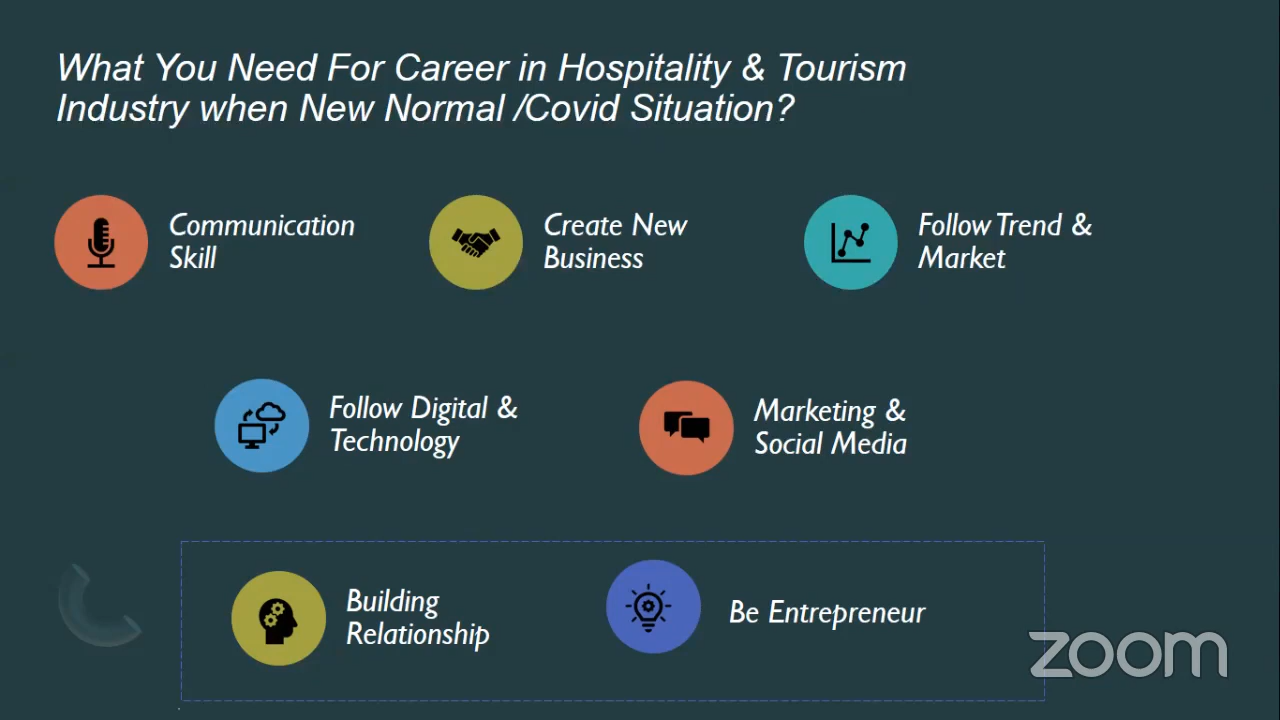 What You Need For Career in Hospitality & Tourism
Industry when New Normal /Covid Situation?
Communication
Skill
Create New
Business
Follow Trend &
Market
Follow Digital &
Technology
Marketing &
Social Media
Building
Relationship
Be Entrepreneur
zoom